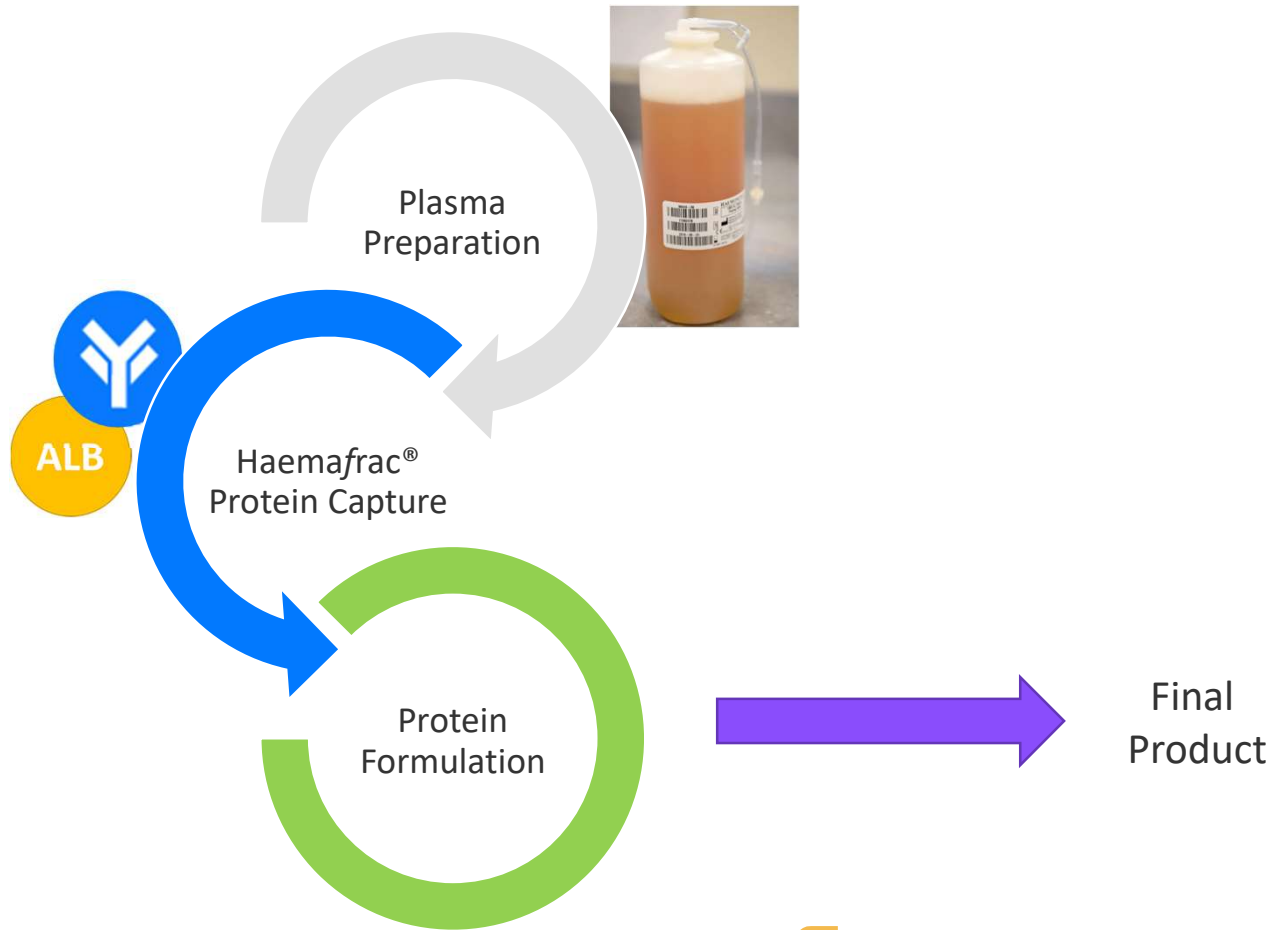 Plasma
Preparation
ALB
Haemafrac®
Protein Capture
Protein
Formulation
Final
Product